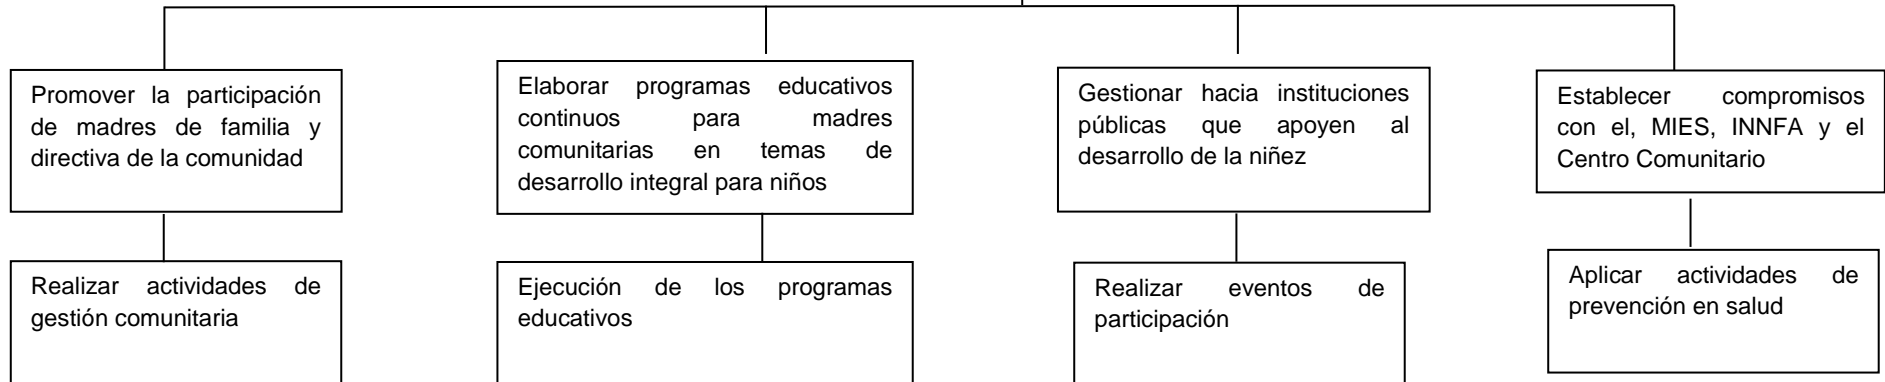 Promover la participación
de madres de familia y
directiva de la comunidad
Elaborar programas educativos
continuos para madres
comunitarias en temas de
desarrollo integral para niños
Gestionar hacia instituciones
públicas que apoyen al
desarrollo de la niñez
Establecer compromisos
con el, MIES, INNFA y el
Centro Comunitario
Realizar actividades de
gestión comunitaria
Ejecución de los programas
educativos
Realizar eventos de
participación
Aplicar actividades de
prevención en salud